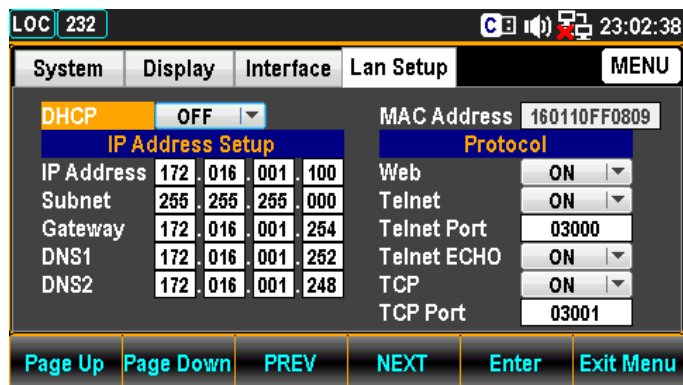 LOC 232 C 23:02:38
System Display Interface Lan Setup MENU
DHCP OFF
IP Address Setup
IP Address 172.016.001.100
Subnet 255.255.255.000
Gateway 172.016.001.254
DNS1 172.016.001.252
DNS2 172.016.001.248
MAC Address 160110FF0809
Protocol
Web ON
Telnet ON
Telnet Port 03000
Telnet ECHO ON
TCP ON
TCP Port 03001
Page Up Page Down PREV NEXT Enter Exit Menu